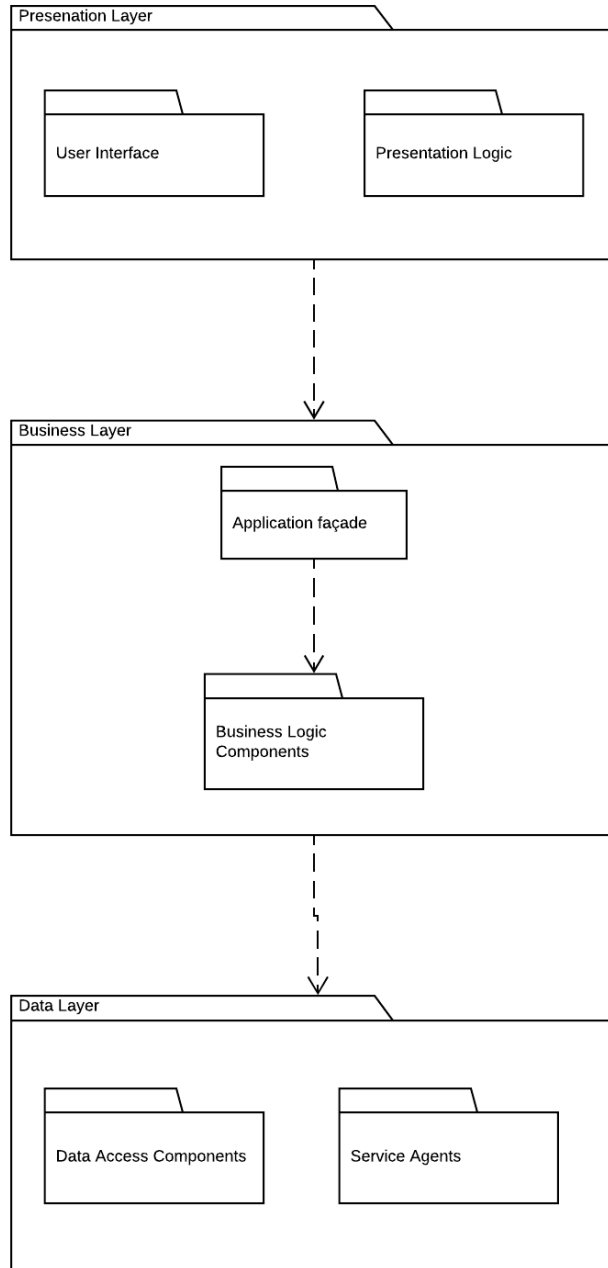 Presenation Layer
User Interface
Presentation Logic
Business Layer
Application façade
Business Logic
Components
Data Layer
Data Access Components
Service Agents